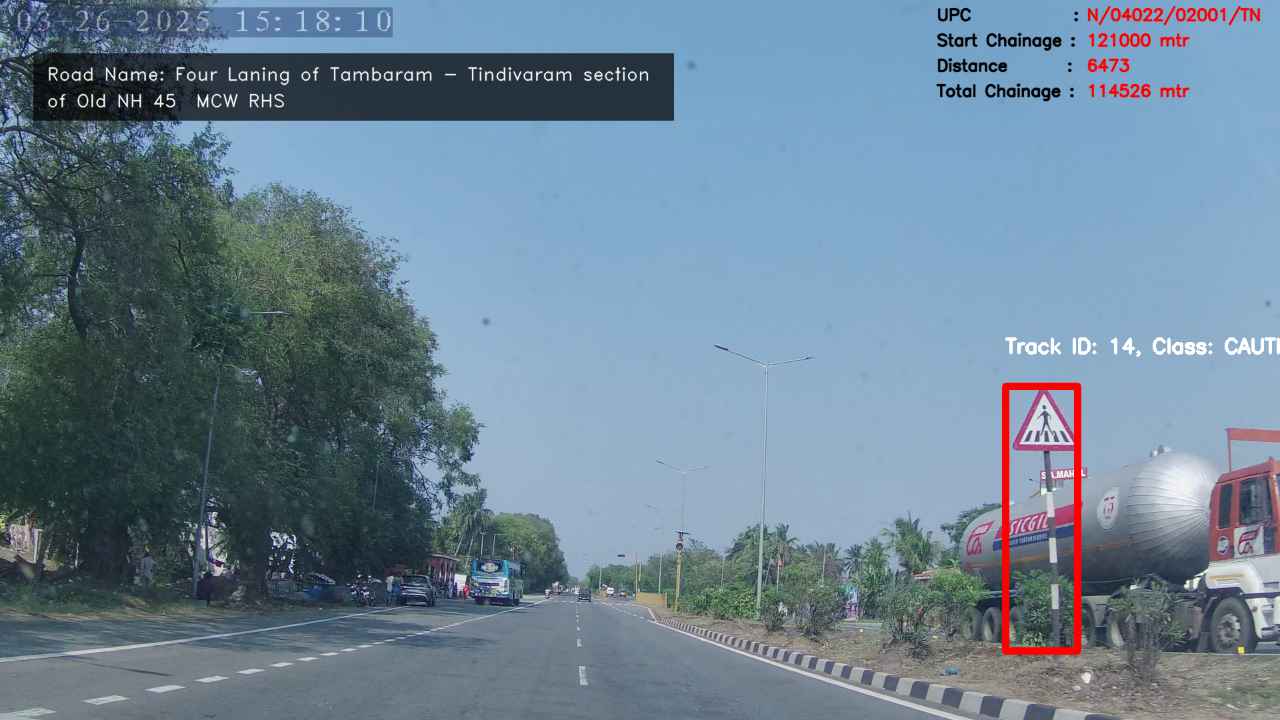 03-26-2025 15:18:10
Road Name: Four Laning of Tambaram - Tindivaram section
of Old NH 45 MCW RHS
UPC : N/04022/02001/TN
Start Chainage : 121000 mtr
Distance : 6473
Total Chainage : 114526 mtr
Track ID: 14, Class: CAUTI
SICGIL